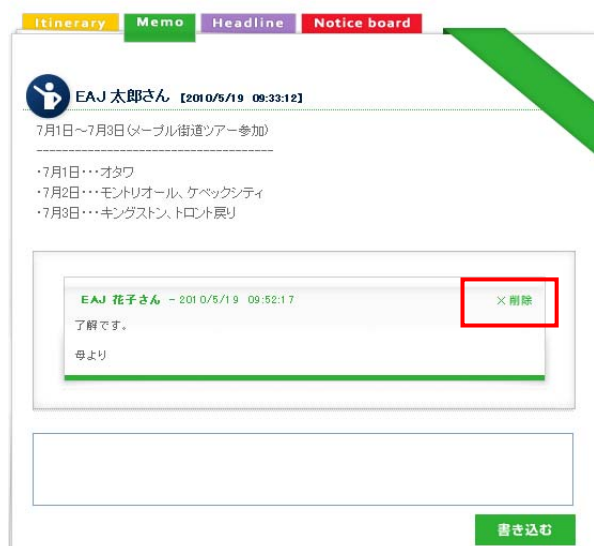 Itinerary Memo Headline Notice board
EAJ 太郎さん 【2010/5/19 09:33:12】
7月1日～7月3日(メープル街道ツアー参加)
------------------------------------
・7月1日・・・オタワ
・7月2日・・・モントリオール、ケベックシティ
・7月3日・・・キングストン、トロント戻り
EAJ 花子さん - 2010/5/19 09:52:17 ×削除
了解です。
母より
書き込む